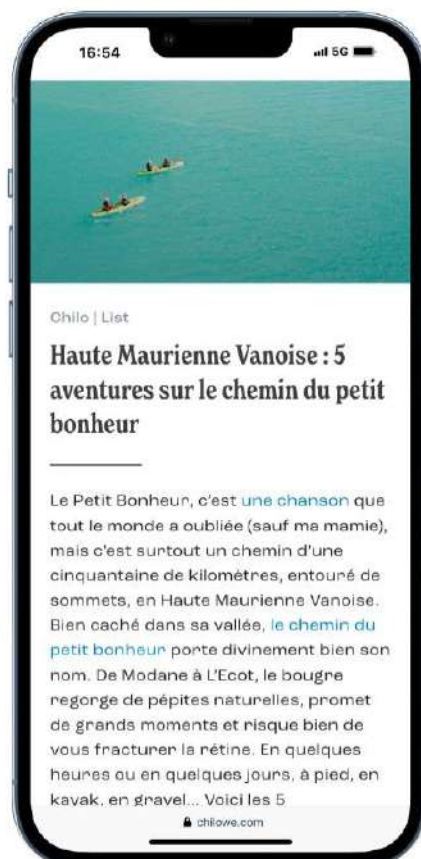 16:54
5G
Chilo | List
Haute Maurienne Vanoise : 5
aventures sur le chemin du petit
bonheur
Le Petit Bonheur, c'est une chanson que
tout le monde a oubliée (sauf ma mamie),
mais c'est surtout un chemin d'une
cinquantaine de kilomètres, entouré de
sommets, en Haute Maurienne Vanoise.
Bien caché dans sa vallée, le chemin du
petit bonheur porte divinement bien son
nom. De Modane à L'Ecot, le bougre
regorge de pépites naturelles, promet
de grands moments et risque bien de
vous fracturer la rétine. En quelques
heures ou en quelques jours, à pied, en
kayak, en gravel... Voici les 5
chilowe.com